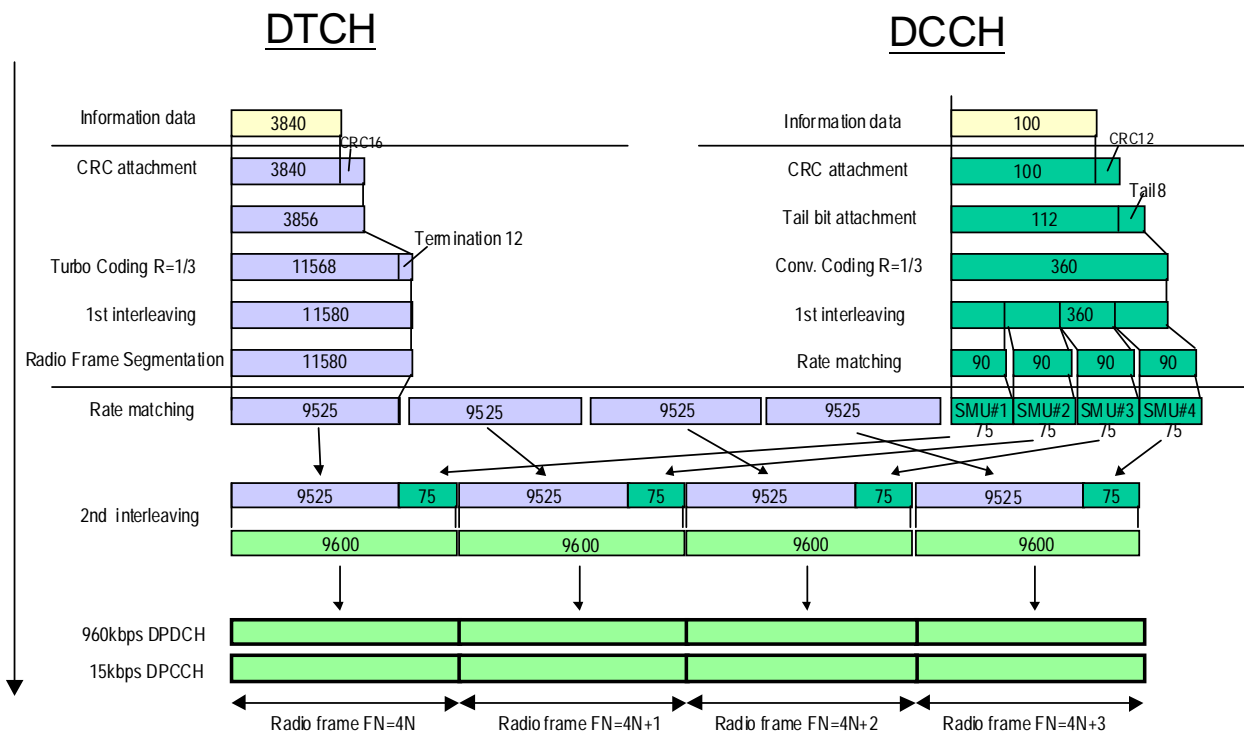 DTCH
DCCH
Information data 3840
Information data 100
CRC16
CRC12
CRC attachment 3840
CRC attachment 100
Tail8
3856
Tail bit attachment 112
Termination 12
Turbo Coding R=1/3 11568
Conv. Coding R=1/3 360
1st interleaving 11580
1st interleaving 360
Radio Frame Segmentation 11580
Rate matching 90 90 90 90
Rate matching 9525 9525 9525 9525 SMU#1 SMU#2 SMU#3 SMU#4
75 75 75 75
9525 75 9525 75 9525 75 9525 75
2nd interleaving
9600 9600 9600 9600
960kbps DPDCH
15kbps DPCCH
Radio frame FN=4N Radio frame FN=4N+1 Radio frame FN=4N+2 Radio frame FN=4N+3